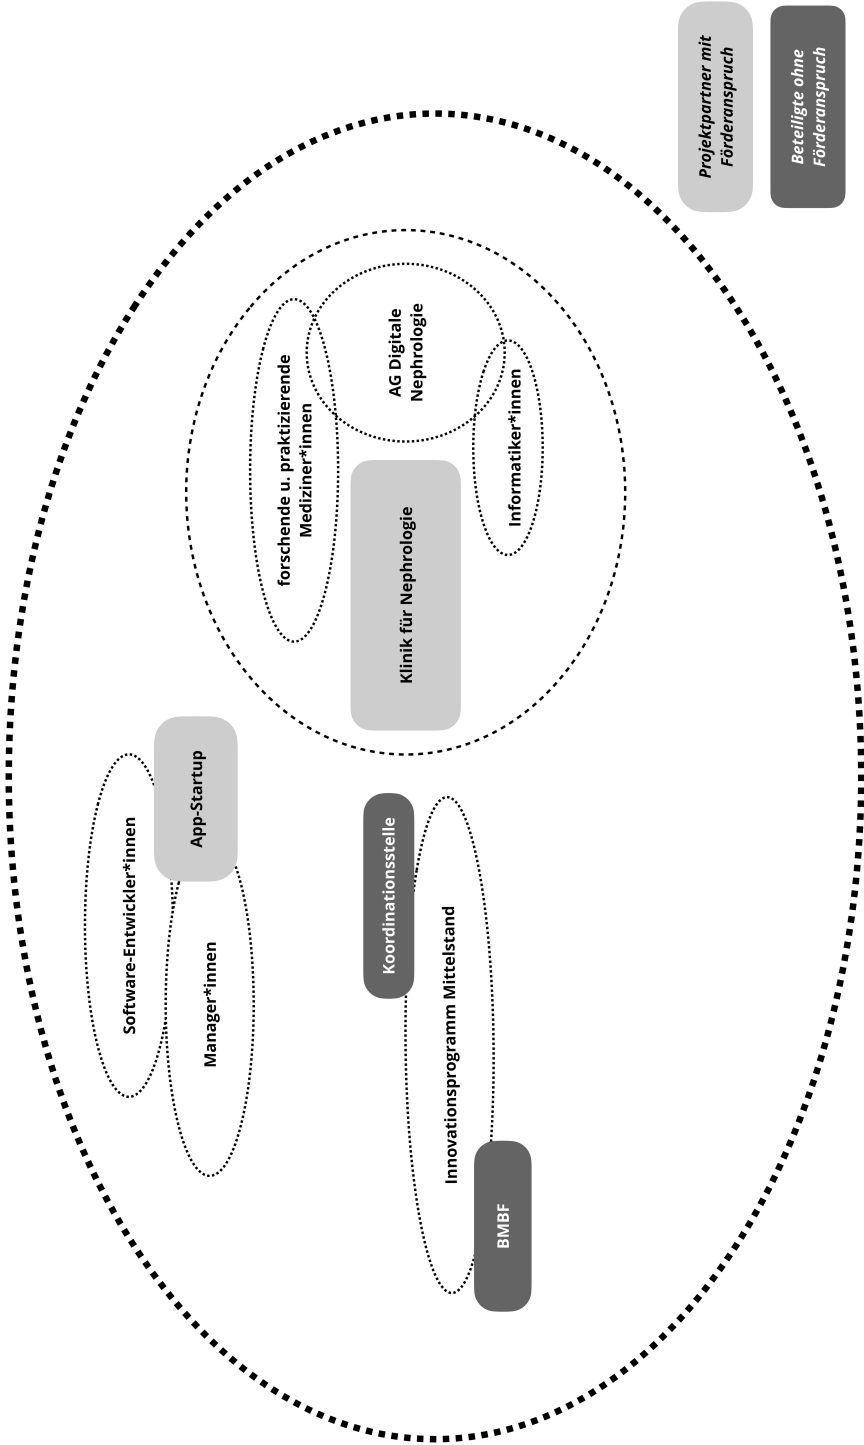 Software-Entwickler*innen
Manager*innen
App-Startup
forschende u. praktizierende
Mediziner*innen
Koordinationsstelle
Klinik für Nephrologie
AG Digitale
Nephrologie
Innovationsprogramm Mittelstand
BMBF
Informatiker*innen
Projektpartner mit
Förderanspruch
Beteiligte ohne
Förderanspruch